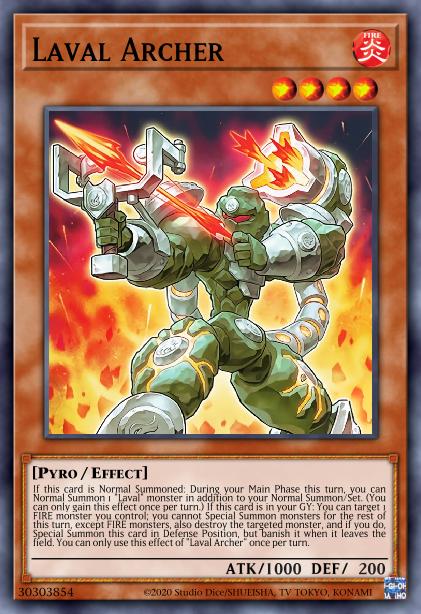 LAVAL ARCHER
FIRE
炎
[PYRO / EFFECT]
If this card is Normal Summoned: During your Main Phase this turn, you can
Normal Summon 1 "Laval" monster in addition to your Normal Summon/Set. (You
can only gain this effect once per turn.) If this card is in your GY: You can target 1
FIRE monster you control; you cannot Special Summon monsters for the rest of
this turn, except FIRE monsters, also destroy the targeted monster, and if you do,
Special Summon this card in Defense Position, but banish it when it leaves the
field. You can only use this effect of "Laval Archer" once per turn.
ATK/1000 DEF/ 200
30303854 ©2020 Studio Dice/SHUEISHA, TV TOKYO, KONAMI